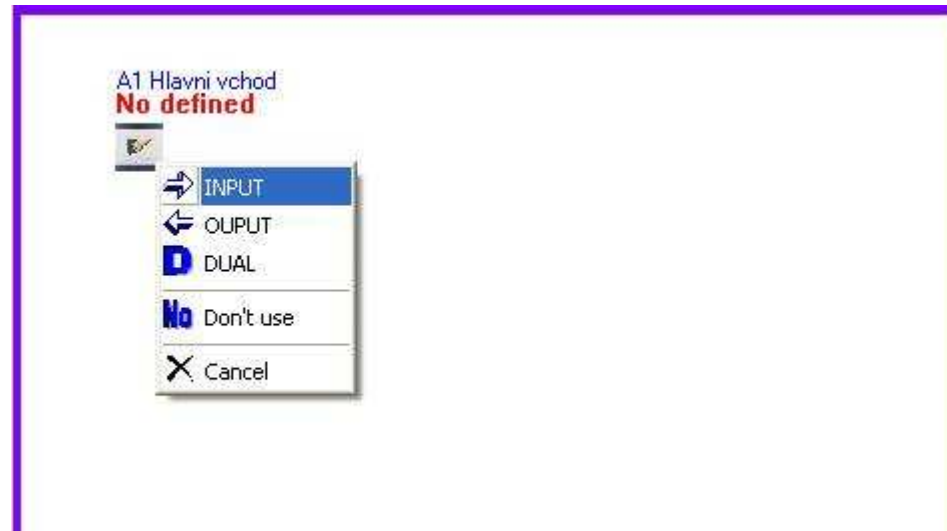 A1 Hlavni vchod
No defined
INPUT
OUPUT
D DUAL
No Don't use
Cancel